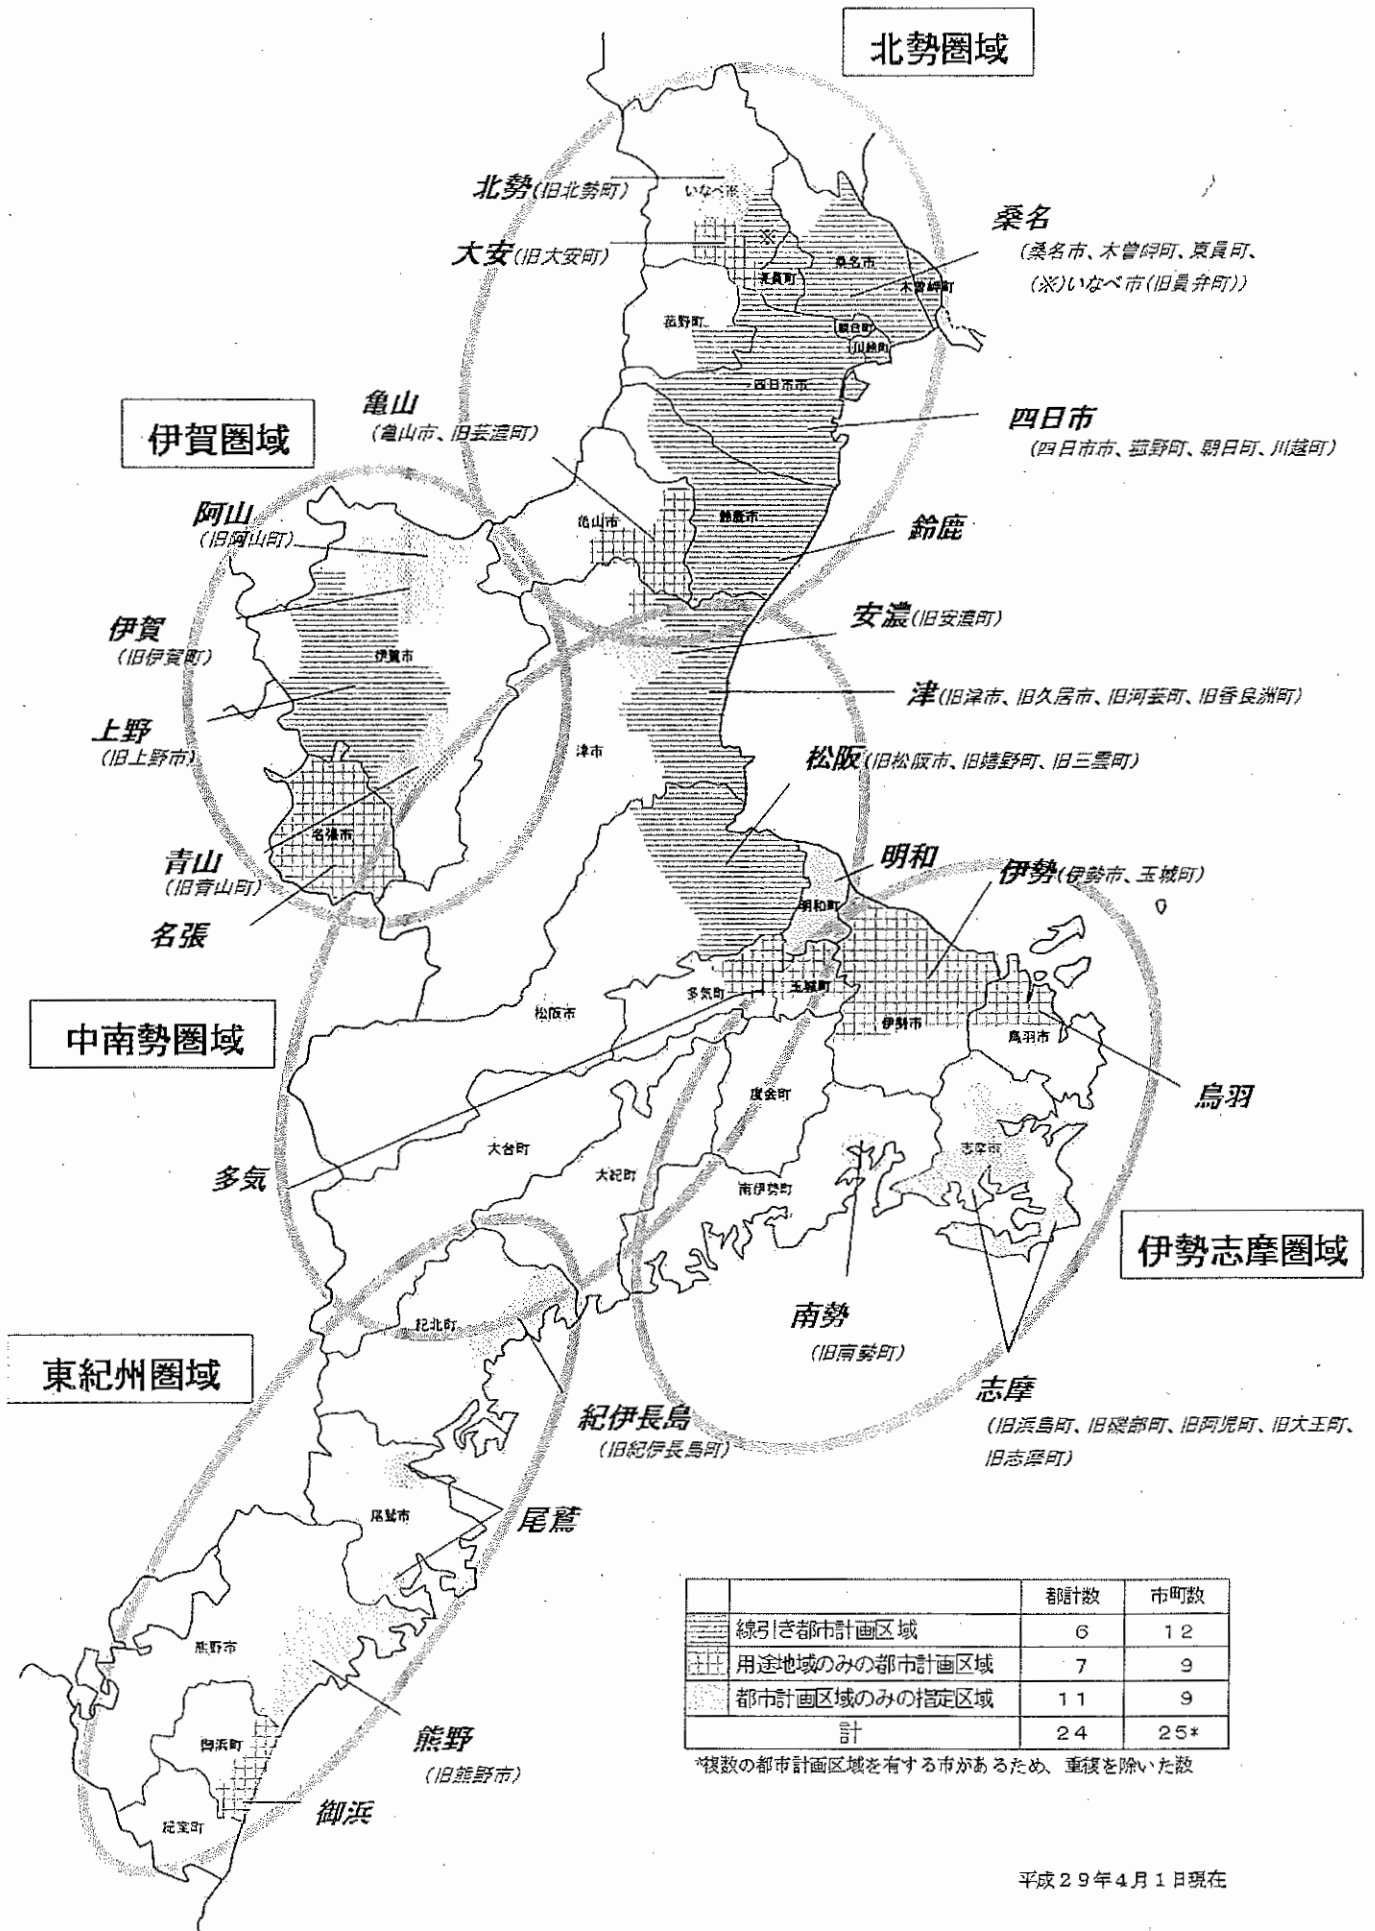 北勢圏域
北勢(旧北勢町)
いなべ市
大安(旧大安町)
※
桑名
(桑名市、木曽岬町、東員町、
(※)いなべ市(旧員弁町))
桑名市
東員町
木曽岬町
菰野町
朝日町
川越町
四日市市
亀山
(亀山市、旧芸濃町)
四日市
(四日市市、菰野町、朝日町、川越町)
伊賀圏域
阿山
(旧阿山町)
亀山市
鈴鹿市
鈴鹿
伊賀
(旧伊賀町)
伊賀市
安濃(旧安濃町)
津(旧津市、旧久居市、旧河芸町、旧香良洲町)
上野
(旧上野市)
津市
松阪(旧松阪市、旧嬉野町、旧三雲町)
名張市
青山
(旧青山町)
名張
明和
明和町
伊勢(伊勢市、玉城町)
中南勢圏域
松阪市
多気町
玉城町
伊勢市
鳥羽市
鳥羽
度会町
大台町
大紀町
南伊勢町
志摩市
多気
伊勢志摩圏域
南勢
(旧南勢町)
志摩
(旧浜島町、旧磯部町、旧阿児町、旧大王町、
旧志摩町)
東紀州圏域
紀北町
紀伊長島
(旧紀伊長島町)
尾鷲市
尾鷲
熊野市
熊野
(旧熊野市)
御浜町
御浜
紀宝町
都計数 市町数
線引き都市計画区域 6 12
用途地域のみの都市計画区域 7 9
都市計画区域のみの指定区域 11 9
計 24 25*
*複数の都市計画区域を有する市があるため、重複を除いた数
平成29年4月1日現在